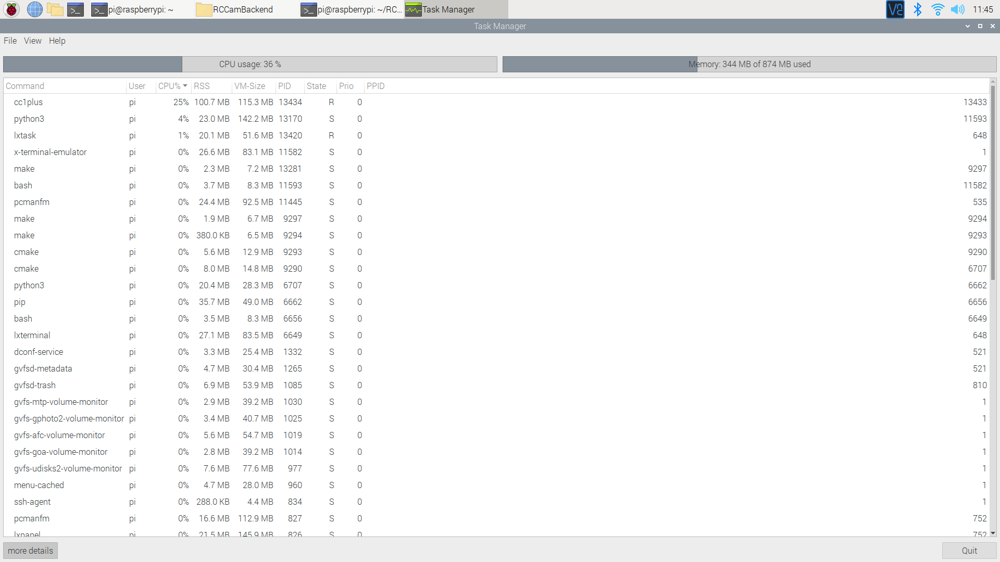 pi@raspberrypi: ~ RCCamBackend pi@raspberrypi: ~/RC... Task Manager VNC 11:45
Task Manager
File View Help
CPU usage: 36 % Memory: 344 MB of 874 MB used
Command User CPU% RSS VM-Size PID State Prio PPID
cc1plus pi 25% 100.7 MB 115.3 MB 13434 R 0 13433
python3 pi 4% 23.0 MB 142.2 MB 13170 S 0 11593
lxtask pi 1% 20.1 MB 51.6 MB 13420 R 0 648
x-terminal-emulator pi 0% 26.6 MB 83.1 MB 11582 S 0 1
make pi 0% 2.3 MB 7.2 MB 13281 S 0 9297
bash pi 0% 3.7 MB 8.3 MB 11593 S 0 11582
pcmanfm pi 0% 24.4 MB 92.5 MB 11445 S 0 535
make pi 0% 1.9 MB 6.7 MB 9297 S 0 9294
make pi 0% 380.0 KB 6.5 MB 9294 S 0 9293
cmake pi 0% 5.6 MB 12.9 MB 9293 S 0 9290
cmake pi 0% 8.0 MB 14.8 MB 9290 S 0 6707
python3 pi 0% 20.4 MB 28.3 MB 6707 S 0 6662
pip pi 0% 35.7 MB 49.0 MB 6662 S 0 6656
bash pi 0% 3.5 MB 8.3 MB 6656 S 0 6649
lxterminal pi 0% 27.1 MB 83.5 MB 6649 S 0 648
dconf-service pi 0% 3.3 MB 25.4 MB 1332 S 0 521
gvfsd-metadata pi 0% 4.7 MB 30.4 MB 1265 S 0 521
gvfsd-trash pi 0% 6.9 MB 53.9 MB 1085 S 0 810
gvfs-mtp-volume-monitor pi 0% 2.9 MB 39.2 MB 1030 S 0 1
gvfs-gphoto2-volume-monitor pi 0% 3.4 MB 40.7 MB 1025 S 0 1
gvfs-afc-volume-monitor pi 0% 5.6 MB 54.7 MB 1019 S 0 1
gvfs-goa-volume-monitor pi 0% 2.8 MB 39.2 MB 1014 S 0 1
gvfs-udisks2-volume-monitor pi 0% 7.6 MB 77.6 MB 977 S 0 1
menu-cached pi 0% 4.7 MB 28.0 MB 960 S 0 1
ssh-agent pi 0% 288.0 KB 4.4 MB 834 S 0 1
pcmanfm pi 0% 16.6 MB 112.9 MB 827 S 0 752
lxpanel pi 0% 21.5 MB 145.9 MB 826 S 0 752
more details Quit